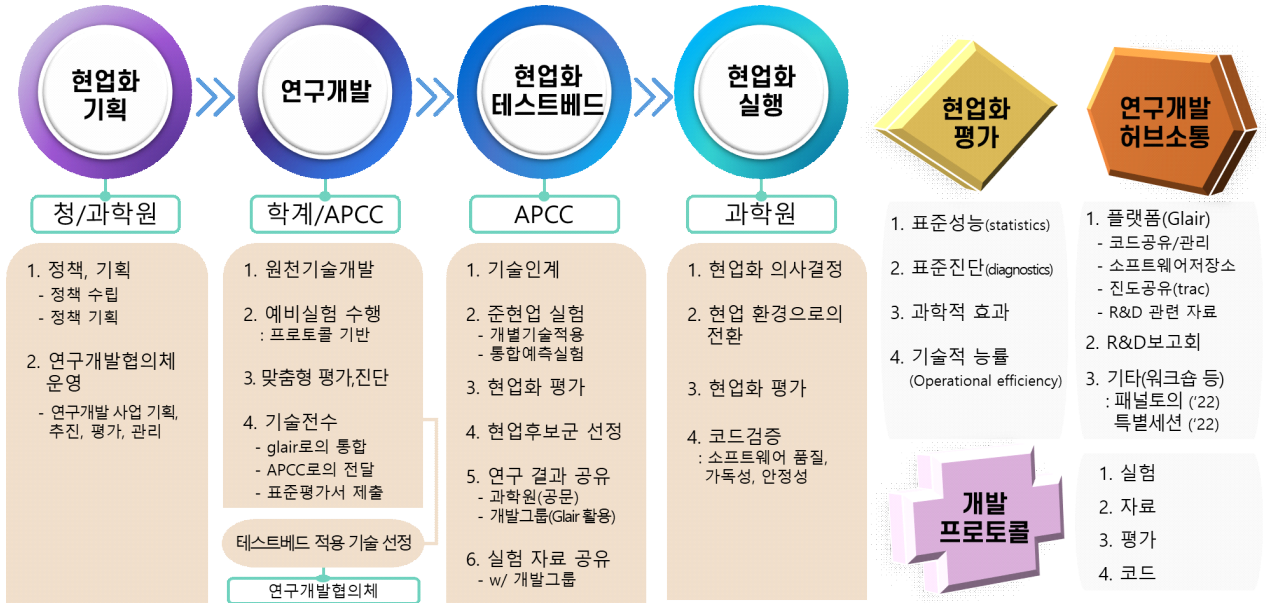 현업화
기획
청/과학원
1. 정책, 기획
- 정책 수립
- 정책 기획
2. 연구개발협의체
운영
- 연구개발 사업 기획,
추진, 평가, 관리
연구개발
학계/APCC
1. 원천기술개발
2. 예비실험 수행
: 프로토콜 기반
3. 맞춤형 평가,진단
4. 기술전수
- glair로의 통합
- APCC로의 전달
- 표준평가서 제출
테스트베드 적용 기술 선정
연구개발협의체
현업화
테스트베드
APCC
1. 기술인계
2. 준현업 실험
- 개별기술적용
- 통합예측실험
3. 현업화 평가
4. 현업후보군 선정
5. 연구 결과 공유
- 과학원(공문)
- 개발그룹(Glair 활용)
6. 실험 자료 공유
- w/ 개발그룹
현업화
실행
과학원
1. 현업화 의사결정
2. 현업 환경으로의
전환
3. 현업화 평가
4. 코드검증
: 소프트웨어 품질,
가독성, 안정성
현업화
평가
1. 표준성능(statistics)
2. 표준진단(diagnostics)
3. 과학적 효과
4. 기술적 능률
(Operational efficiency)
연구개발
허브소통
1. 플랫폼(Glair)
- 코드공유/관리
- 소프트웨어저장소
- 진도공유(trac)
- R&D 관련 자료
2. R&D보고회
3. 기타(워크숍 등)
: 패널토의 (‘22)
특별세션 (‘22)
개발
프로토콜
1. 실험
2. 자료
3. 평가
4. 코드